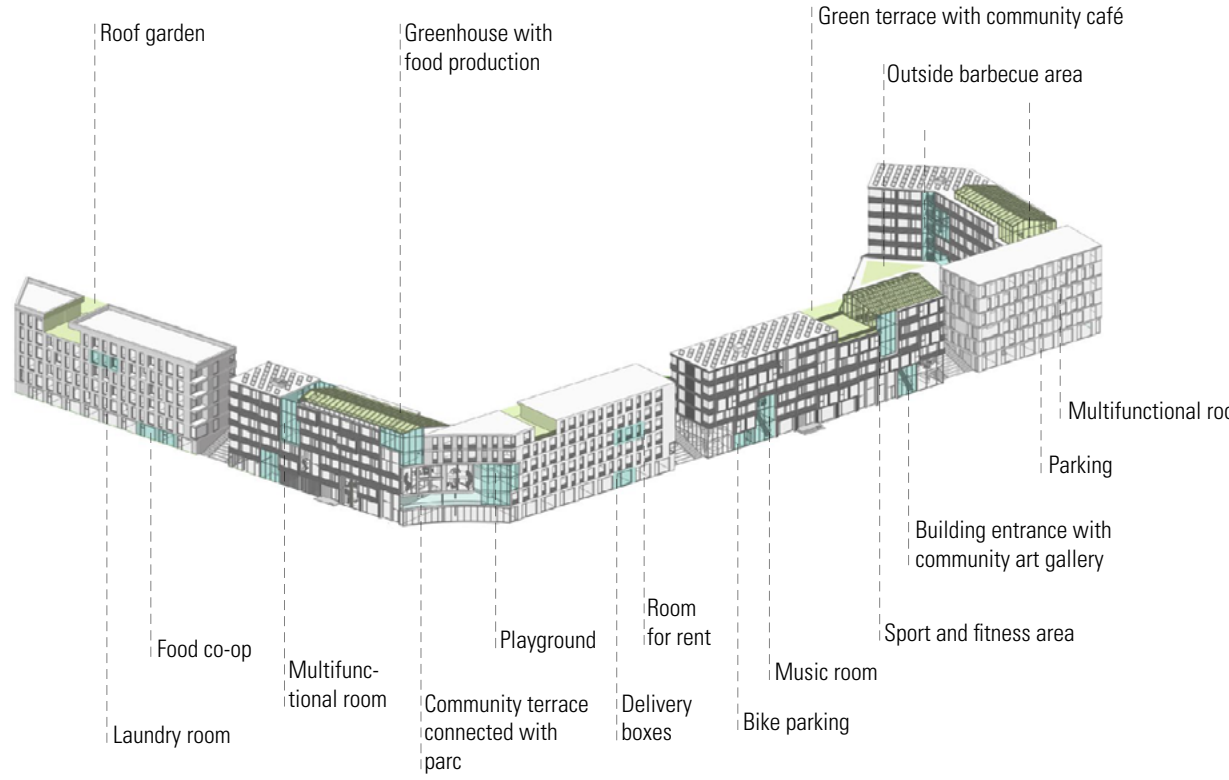 Roof garden
Greenhouse with
food production
Green terrace with community café
Outside barbecue area
Multifunctional roo
Parking
Building entrance with
community art gallery
Sport and fitness area
Room
for rent
Playground
Music room
Food co-op
Multifunc-
tional room
Community terrace
connected with
parc
Delivery
boxes
Bike parking
Laundry room